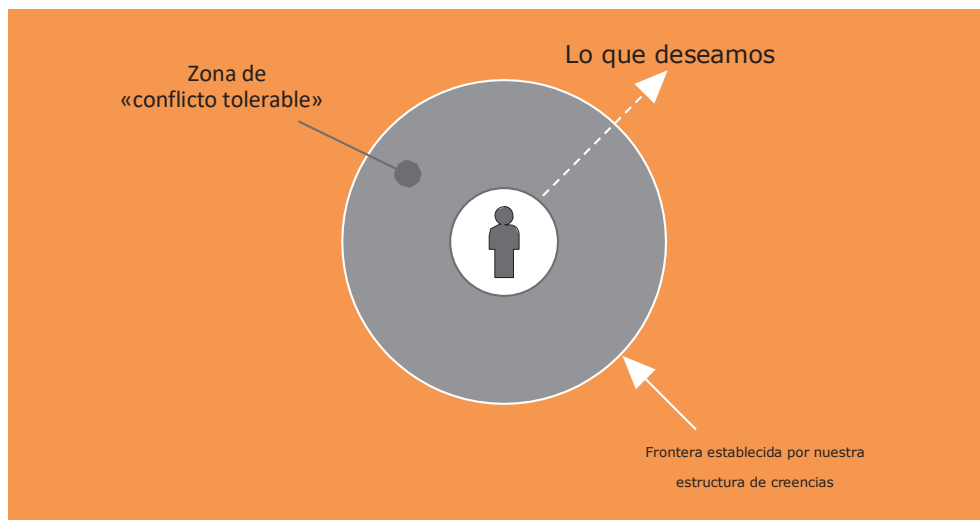 Lo que deseamos
Zona de
«conflicto tolerable»
Frontera establecida por nuestra
estructura de creencias